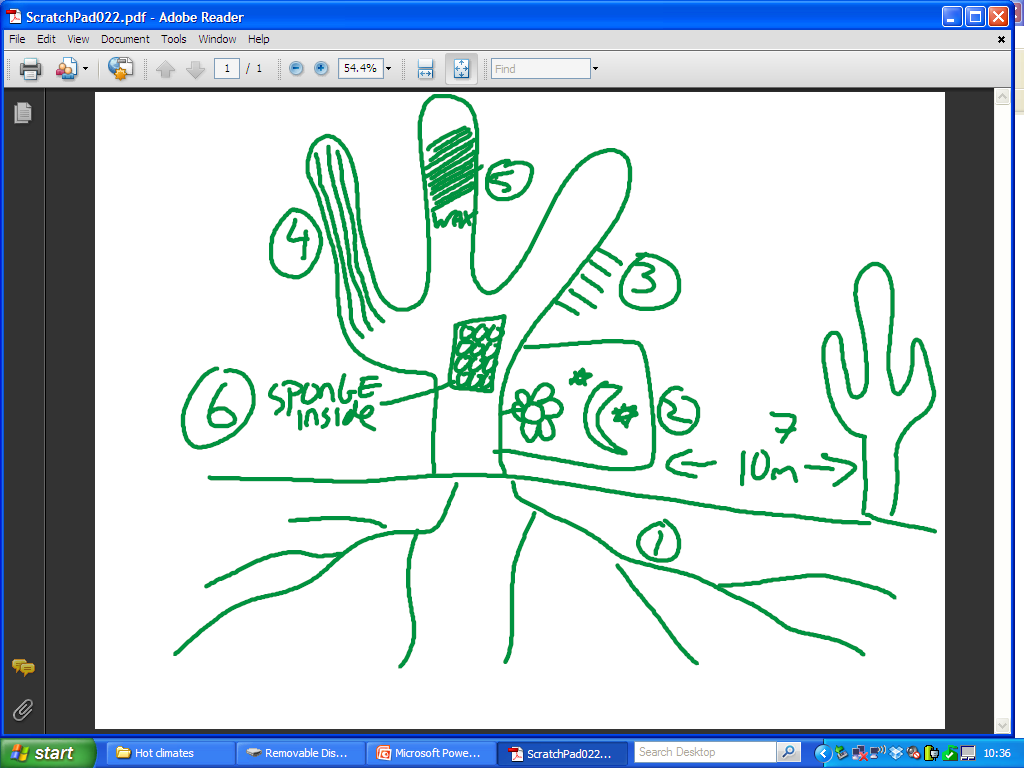 ScratchPad022.pdf - Adobe Reader
File Edit View Document Tools Window Help
1 / 1 54.4% Find
5
WAX
4
3
6 SPONGE
inside
2
7
10m
1
start Hot climates Removable Dis... Microsoft Powe... ScratchPad022... Search Desktop 10:36